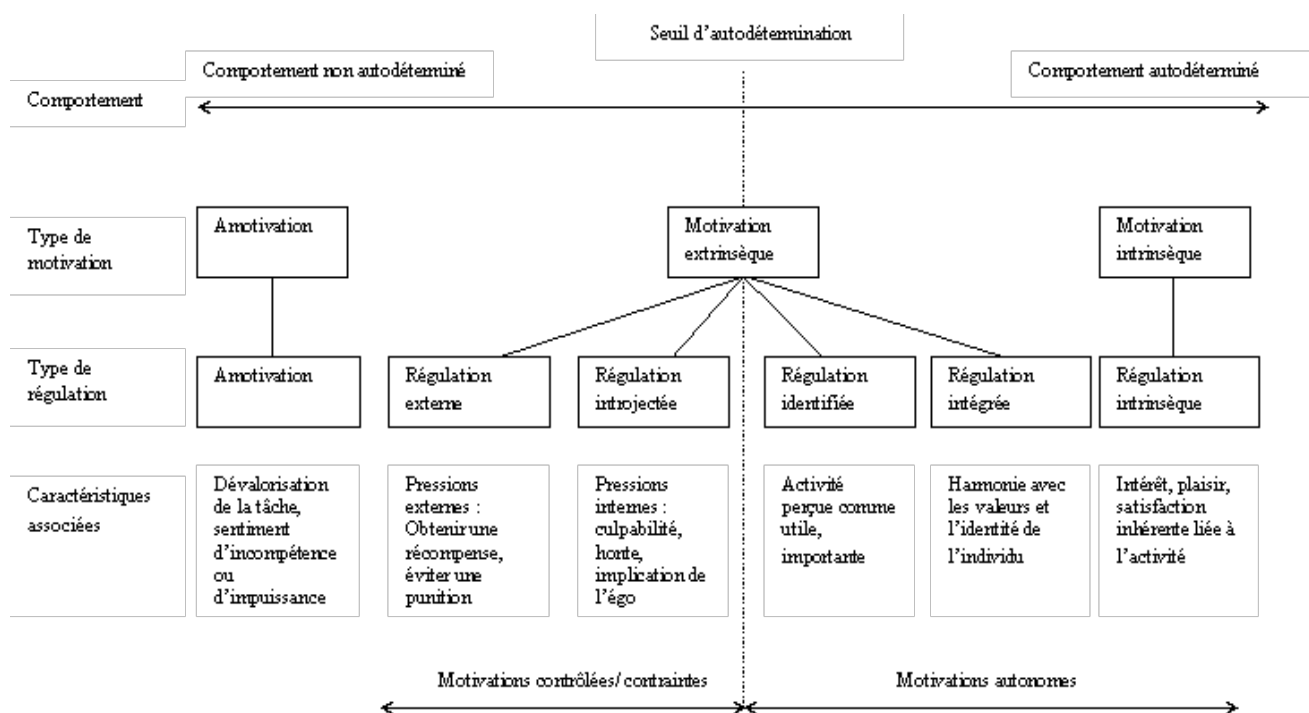 Seuil d'autodétermination
Comportement non autodéterminé
Comportement autodéterminé
Comportement
Type de
motivation
Amotivation
Motivation
extrinsèque
Motivation
intrinsèque
Type de
régulation
Amotivation
Régulation
externe
Régulation
introjectée
Régulation
identifiée
Régulation
intégrée
Régulation
intrinsèque
Caractéristiques
associées
Dévalorisation
de la tâche,
sentiment
d'incompétence
ou
d'impuissance
Pressions
externes :
Obtenir une
récompense,
éviter une
punition
Pressions
internes :
culpabilité,
honte,
implication de
l'égo
Activité
perçue comme
utile,
importante
Harmonie avec
les valeurs et
l'identité de
l'individu
Intérêt, plaisir,
satisfaction
inhérente liée à
l'activité
Motivations contrôlées/ contraintes
Motivations autonomes